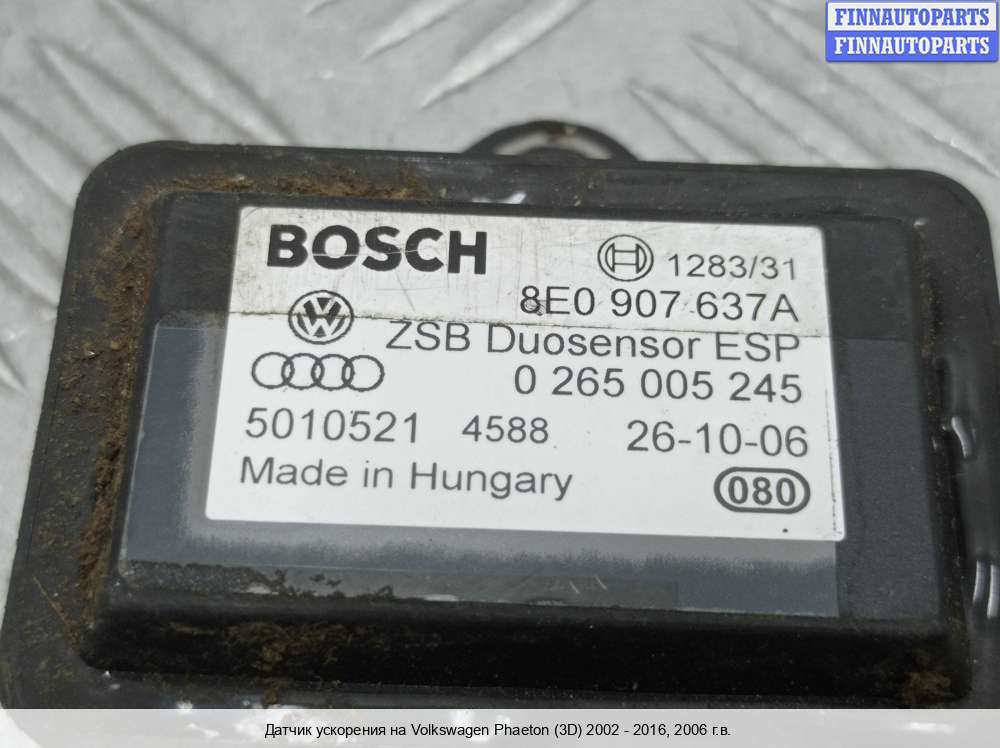 FINNAUTOPARTS
FINNAUTOPARTS
BOSCH
1283/31
8E0 907 637A
ZSB Duosensor ESP
0 265 005 245
5010521 4588 26-10-06
Made in Hungary
080
Датчик ускорения на Volkswagen Phaeton (3D) 2002 - 2016, 2006 г.в.